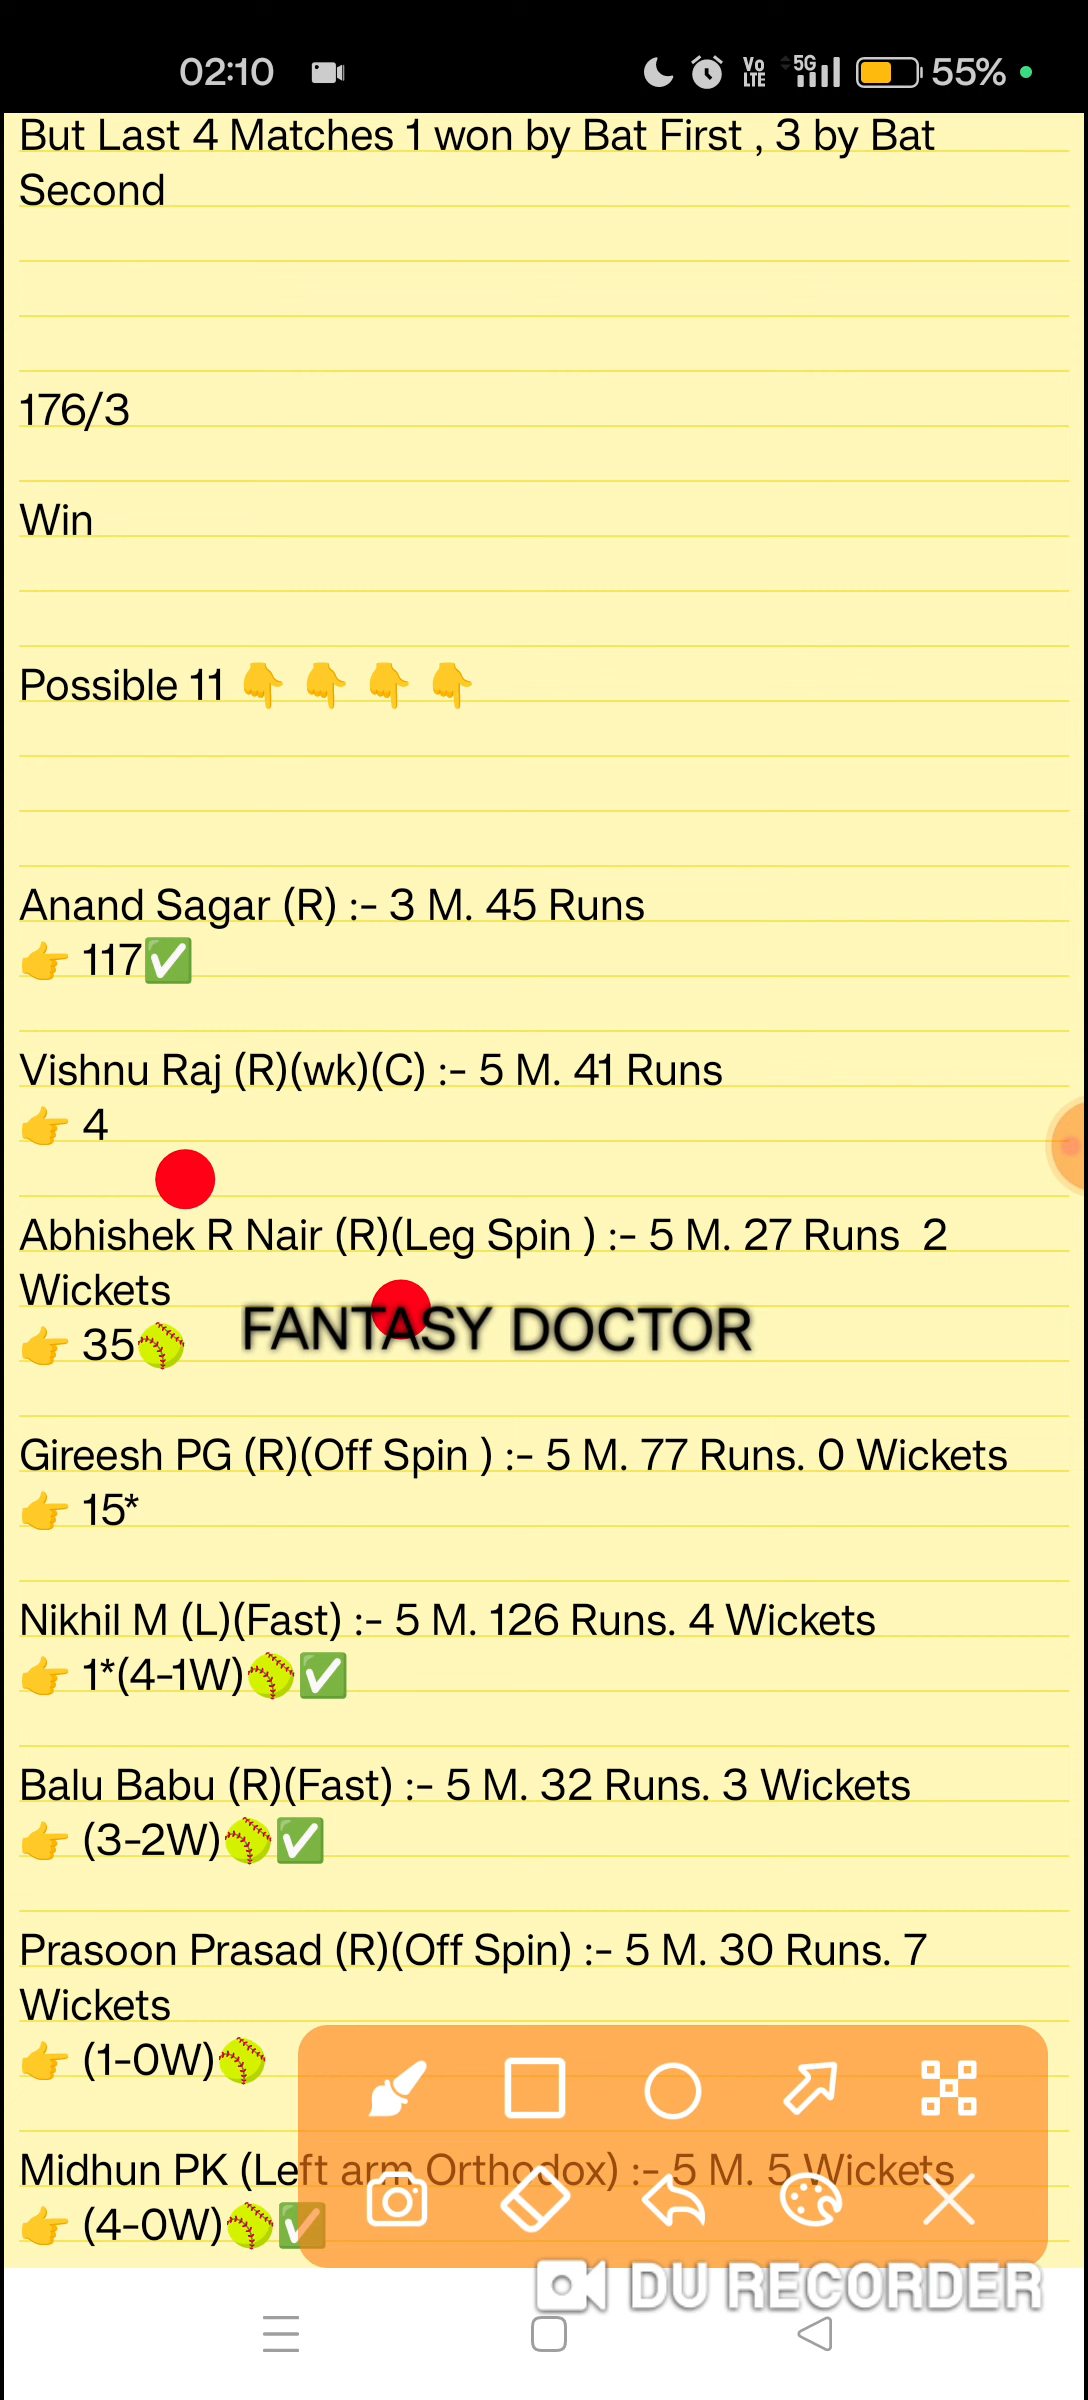 02:10 Vo LTE 5G 55%
But Last 4 Matches 1 won by Bat First , 3 by Bat
Second
176/3
Win
Possible 11 👇 👇 👇 👇
Anand Sagar (R) :- 3 M. 45 Runs
👉 117✅
Vishnu Raj (R)(wk)(C) :- 5 M. 41 Runs
👉 4
Abhishek R Nair (R)(Leg Spin ) :- 5 M. 27 Runs  2
Wickets
👉 35🥎
FANTASY DOCTOR
Gireesh PG (R)(Off Spin ) :- 5 M. 77 Runs. 0 Wickets
👉 15*
Nikhil M (L)(Fast) :- 5 M. 126 Runs. 4 Wickets
👉 1*(4-1W)🥎✅
Balu Babu (R)(Fast) :- 5 M. 32 Runs. 3 Wickets
👉 (3-2W)🥎✅
Prasoon Prasad (R)(Off Spin) :- 5 M. 30 Runs. 7
Wickets
👉 (1-0W)🥎
Midhun PK (Left arm Orthodox) :- 5 M. 5 Wickets
👉 (4-0W)🥎✅
DU RECORDER